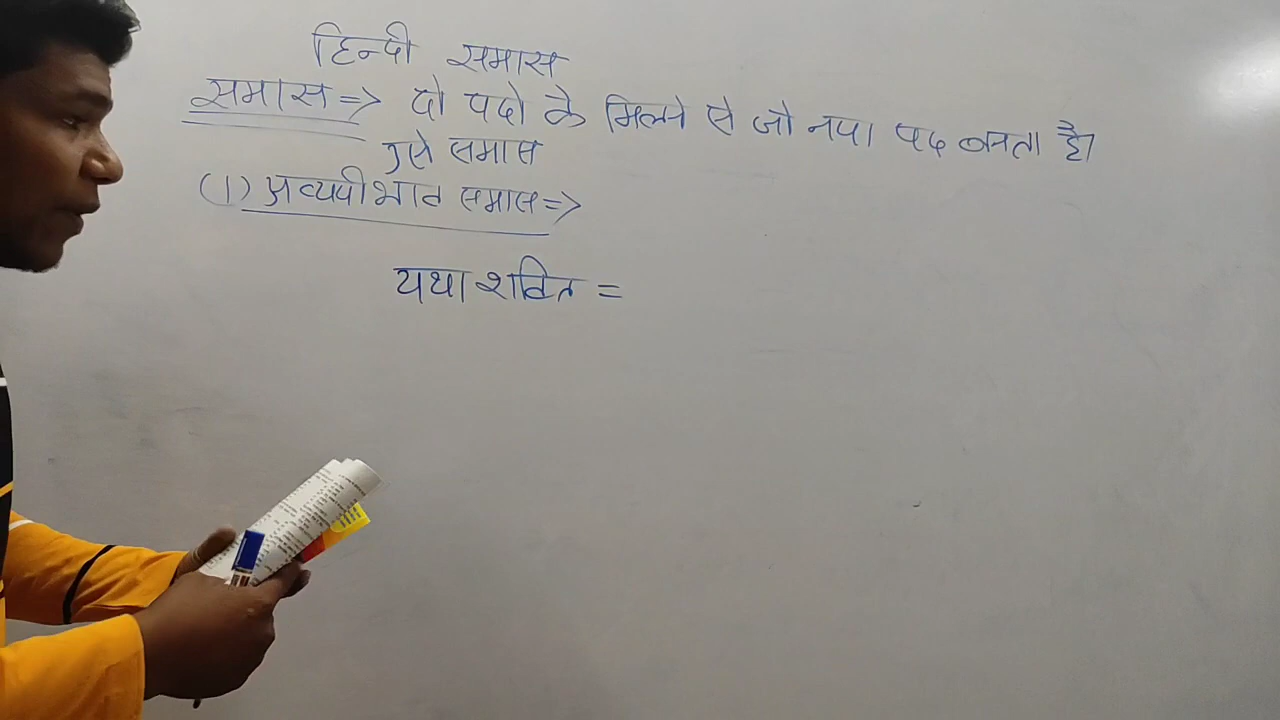 हिन्दी समास
समास => दो पदो के मिलने से जो नया पद बनता है।
उसे समास
(1) अव्ययीभाव समास =>
यथा शक्ति =